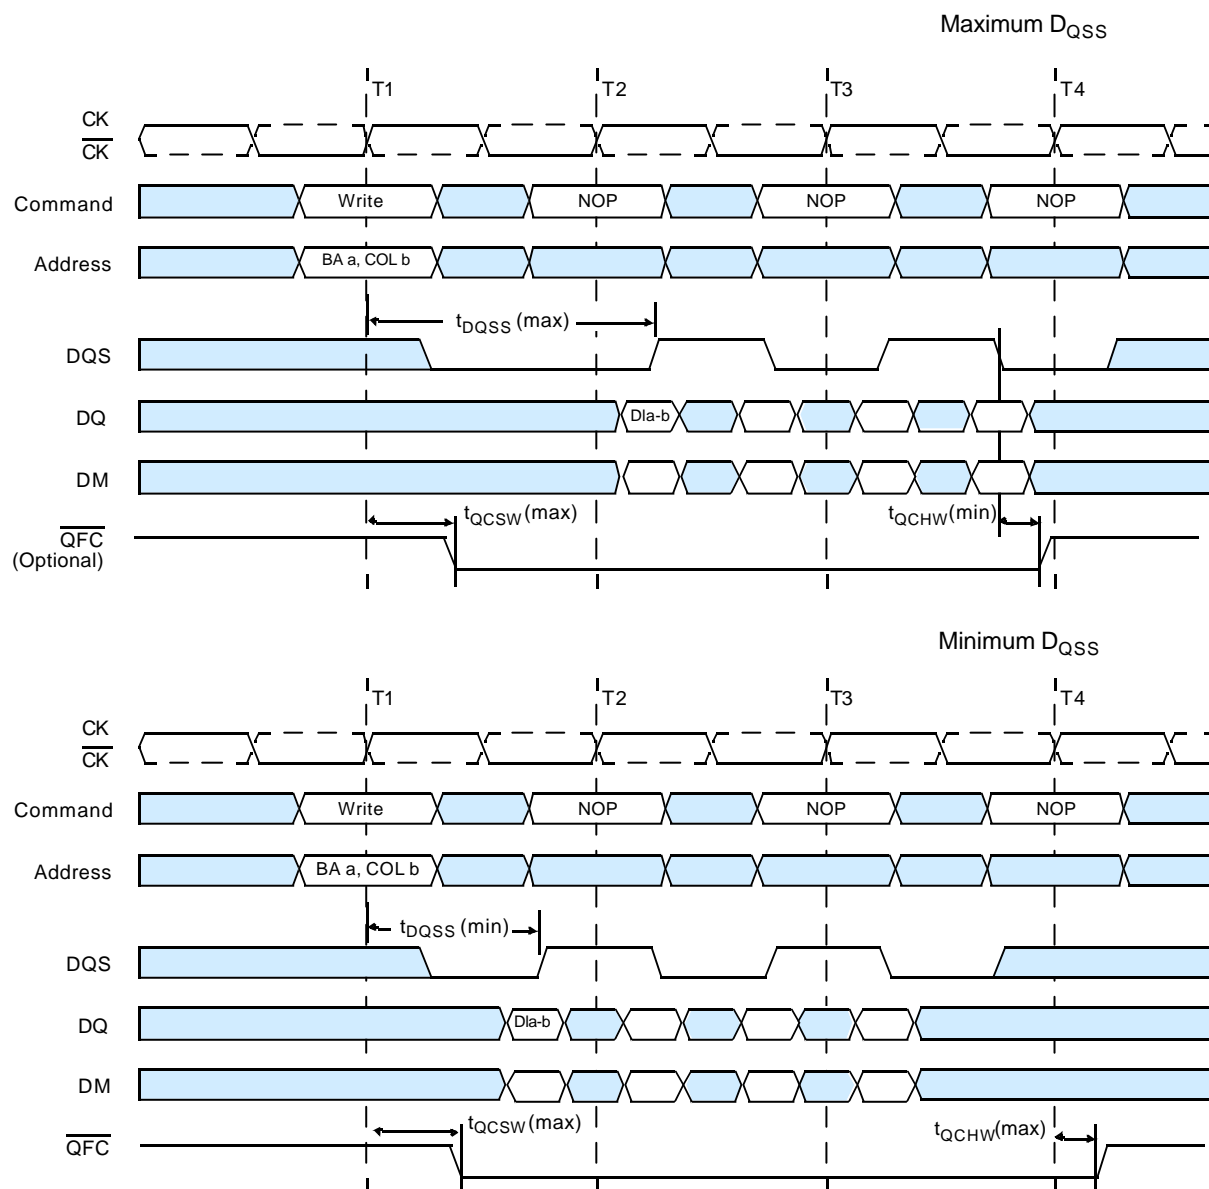 Maximum DQSS
T1 T2 T3 T4
CK
CK
Command Write NOP NOP NOP
Address BA a, COL b
tDQSS (max)
DQS
DQ DIa-b
DM
tQCSW(max) tQCHW(min)
QFC
(Optional)
Minimum DQSS
T1 T2 T3 T4
CK
CK
Command Write NOP NOP NOP
Address BA a, COL b
tDQSS (min)
DQS
DQ DIa-b
DM
tQCSW(max) tQCHW(max)
QFC